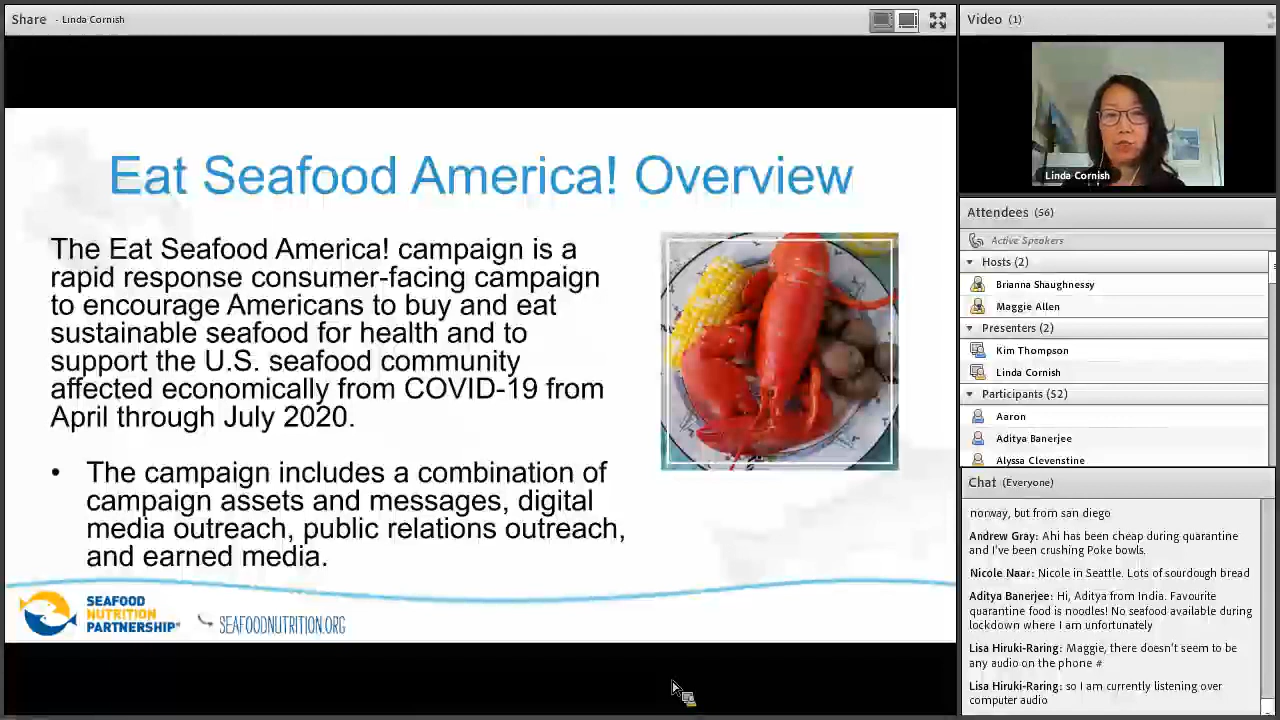 Share - Linda Cornish
Eat Seafood America! Overview
The Eat Seafood America! campaign is a
rapid response consumer-facing campaign
to encourage Americans to buy and eat
sustainable seafood for health and to
support the U.S. seafood community
affected economically from COVID-19 from
April through July 2020.
• The campaign includes a combination of
campaign assets and messages, digital
media outreach, public relations outreach,
and earned media.
SEAFOOD
NUTRITION
PARTNERSHIP
SEAFOODNUTRITION.ORG
Video (1)
Linda Cornish
Attendees (56)
Active Speakers
Hosts (2)
Brianna Shaughnessy
Maggie Allen
Presenters (2)
Kim Thompson
Linda Cornish
Participants (52)
Aaron
Aditya Banerjee
Alyssa Clevenstine
Chat (Everyone)
norway, but from san diego
Andrew Gray: Ahi has been cheap during quarantine
and I've been crushing Poke bowls.
Nicole Naar: Nicole in Seattle. Lots of sourdough bread
Aditya Banerjee: Hi, Aditya from India. Favourite
quarantine food is noodles! No seafood available during
lockdown where I am unfortunately
Lisa Hiruki-Raring: Maggie, there doesn't seem to be
any audio on the phone #
Lisa Hiruki-Raring: so I am currently listening over
computer audio